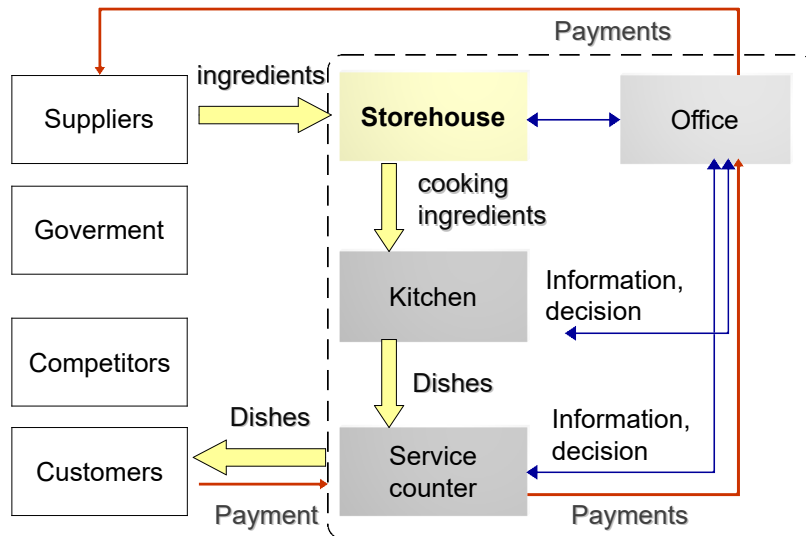 Payments
ingredients
Suppliers
Storehouse
Office
cooking
ingredients
Goverment
Kitchen
Information,
decision
Competitors
Dishes
Dishes
Information,
decision
Customers
Service
counter
Payment
Payments